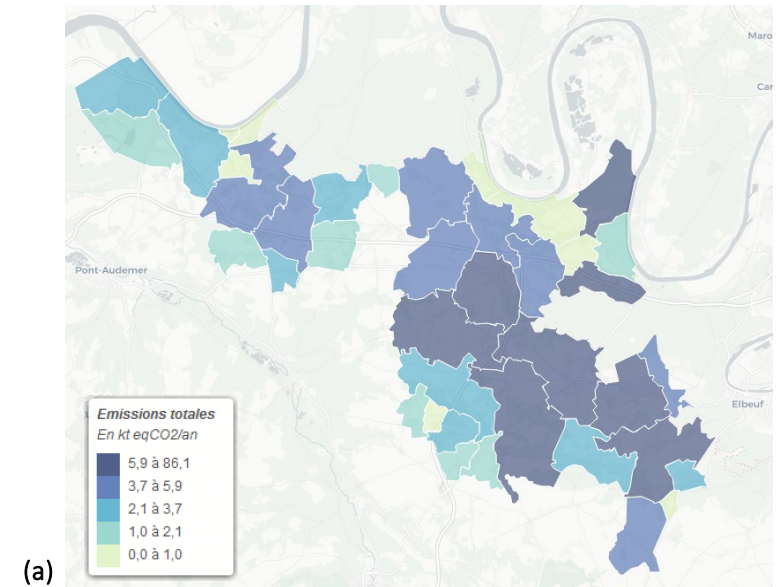 Maro
Car
Pont-Audemer
Elbeuf
Emissions totales
En kt eqCO2/an
5,9 à 86,1
3,7 à 5,9
2,1 à 3,7
1,0 à 2,1
0,0 à 1,0
(a)